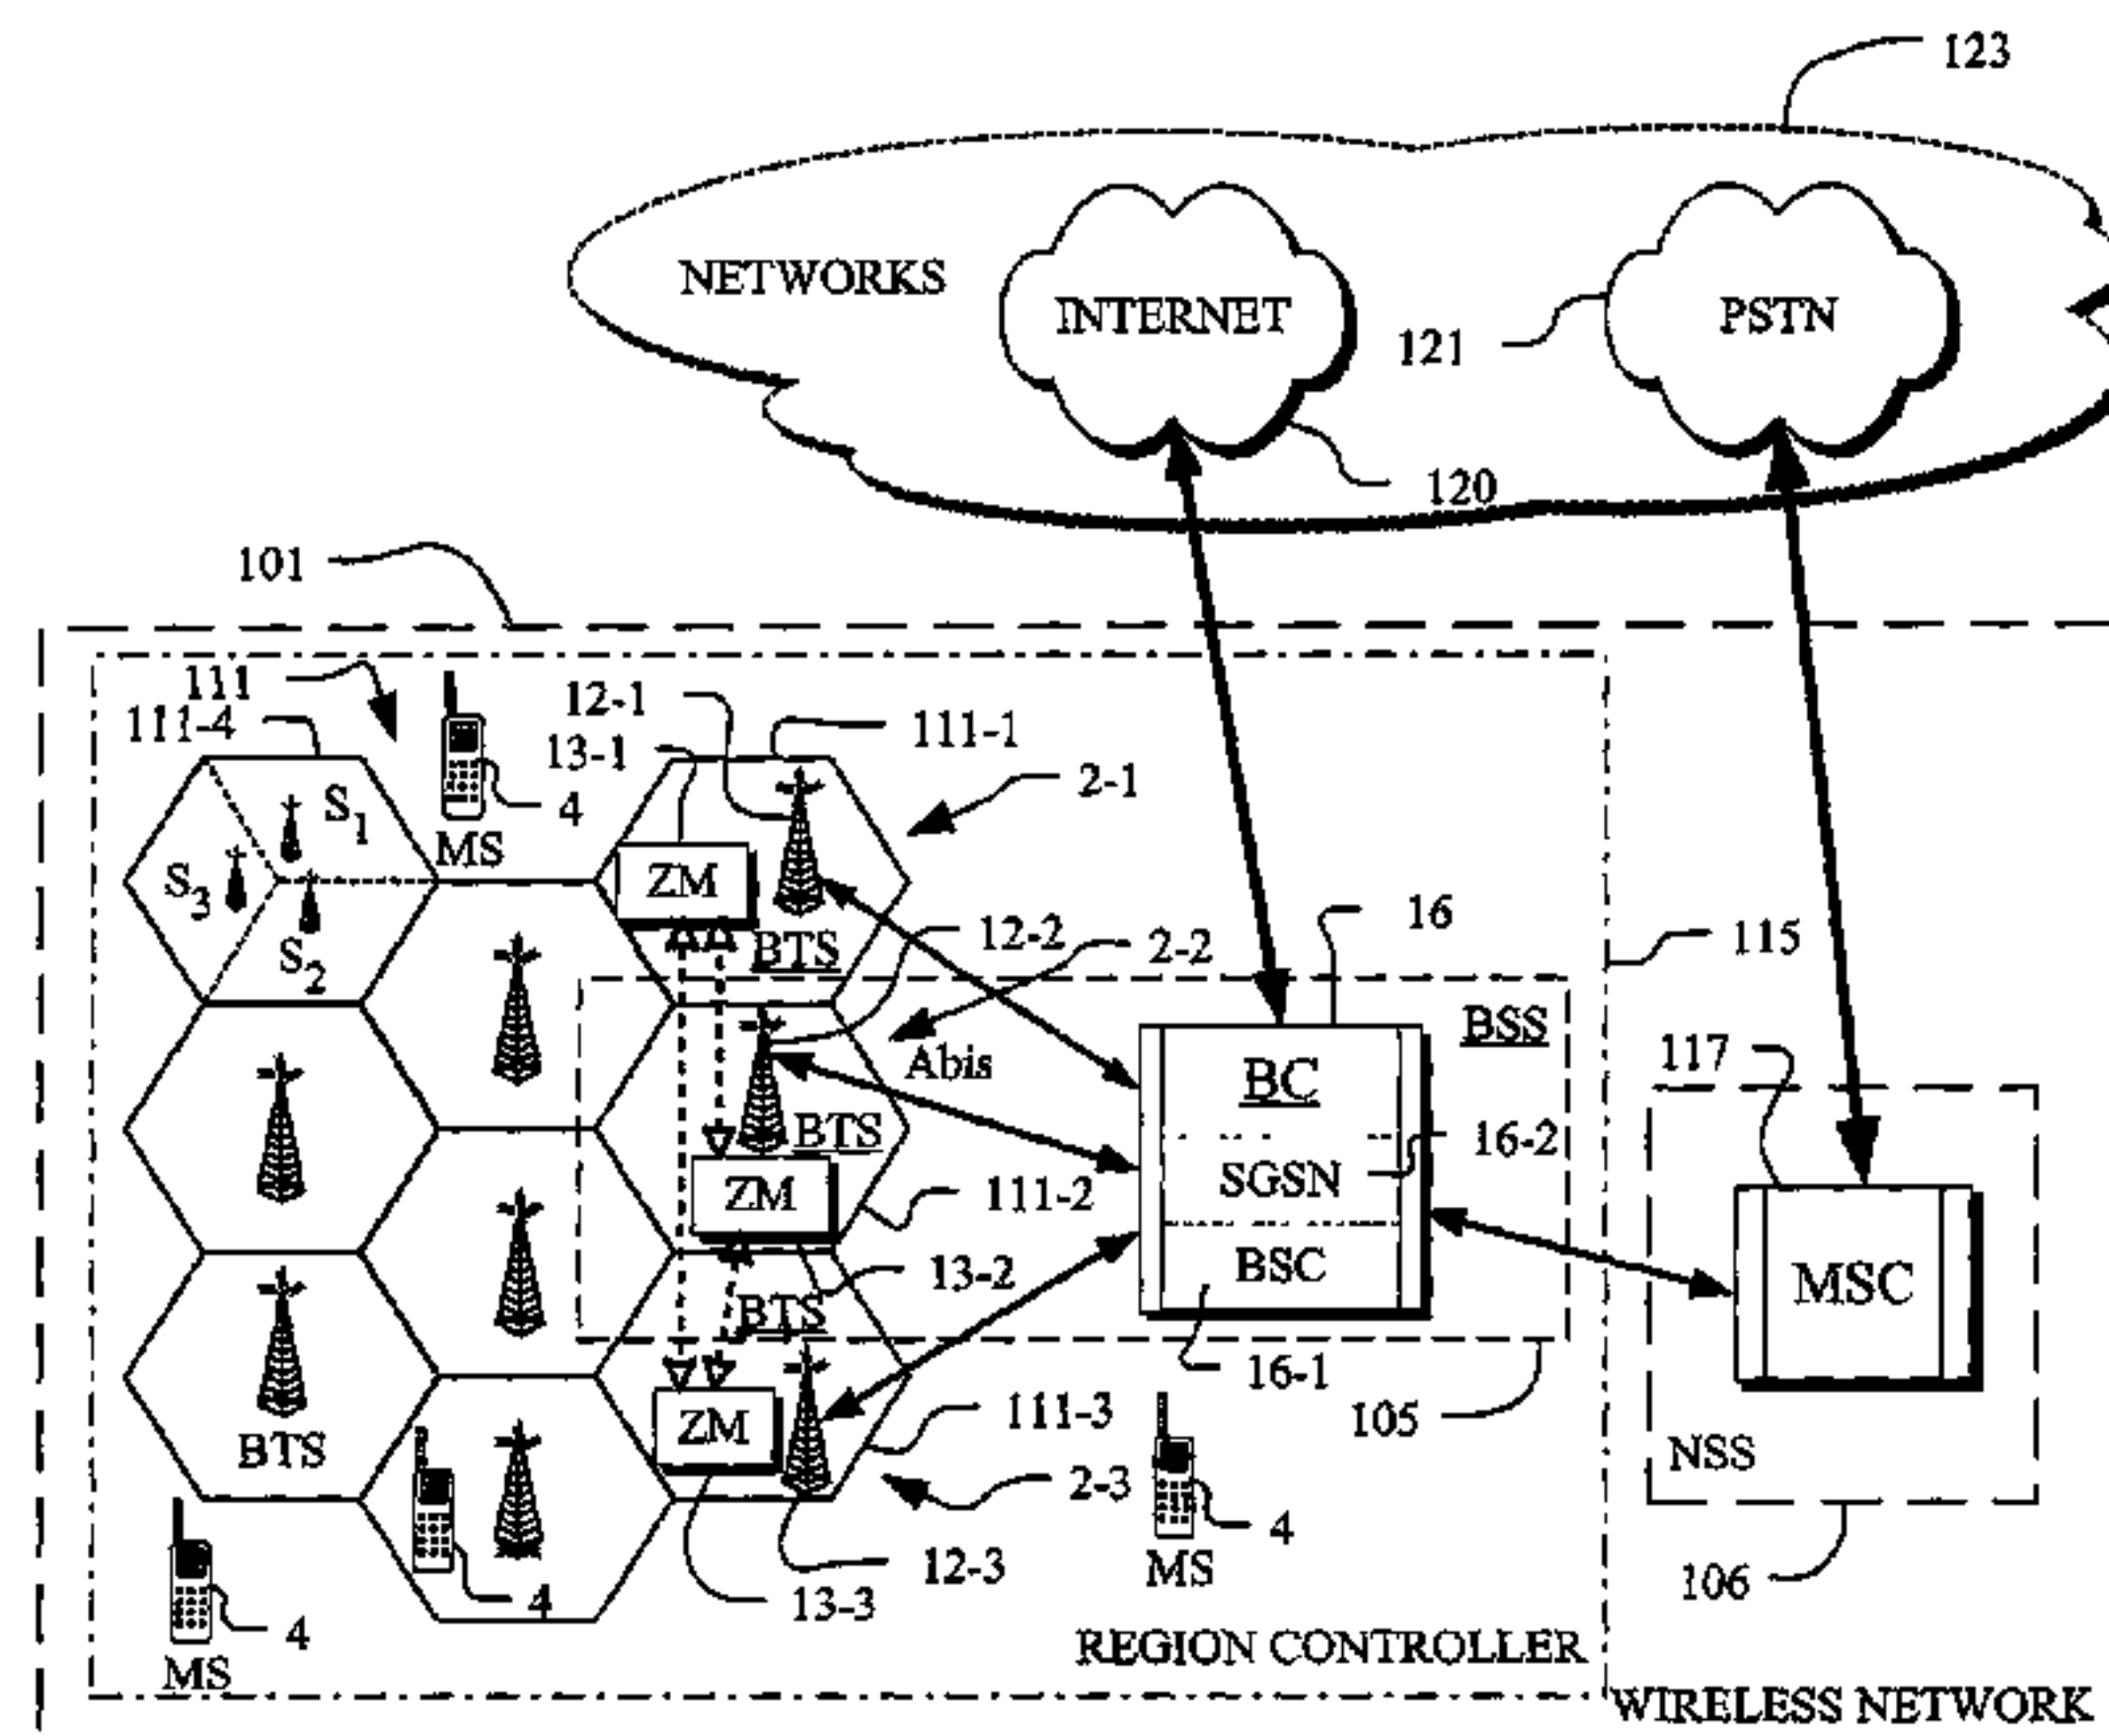 123
NETWORKS
INTERNET
PSTN
121
120
101
111
111-4
12-1
13-1
111-1
2-1
4
MS
S1
S3
S2
ZM
BTS
12-2
2-2
16
115
BSS
Abis
BC
117
BTS
16-2
SGSN
ZM
111-2
BSC
MSC
13-2
BTS
16-1
105
ZM
111-3
NSS
BTS
2-3
4
MS
12-3
13-3
106
4
4
MS
REGION CONTROLLER
WIRELESS NETWORK